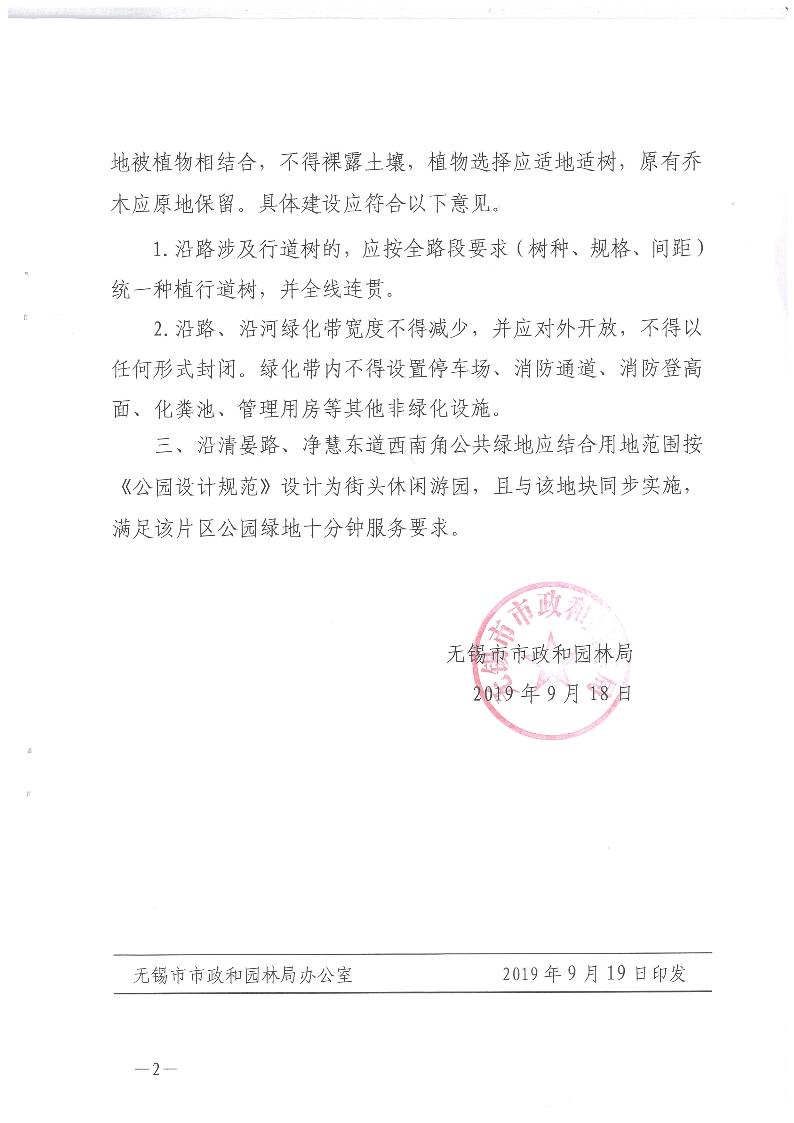 地被植物相结合，不得裸露土壤，植物选择应适地适树，原有乔
木应原地保留。具体建设应符合以下意见。
1.沿路涉及行道树的，应按全路段要求（树种、规格、间距）
统一种植行道树，并全线连贯。
2.沿路、沿河绿化带宽度不得减少，并应对外开放，不得以
任何形式封闭。绿化带内不得设置停车场、消防通道、消防登高
面、化粪池、管理用房等其他非绿化设施。
三、沿清晏路、净慧东道西南角公共绿地应结合用地范围按
《公园设计规范》设计为街头休闲游园，且与该地块同步实施，
满足该片区公园绿地十分钟服务要求。
无锡市市政和园林局
2019年9月18日
无锡市市政和园林局办公室 2019年9月19日印发
—2—